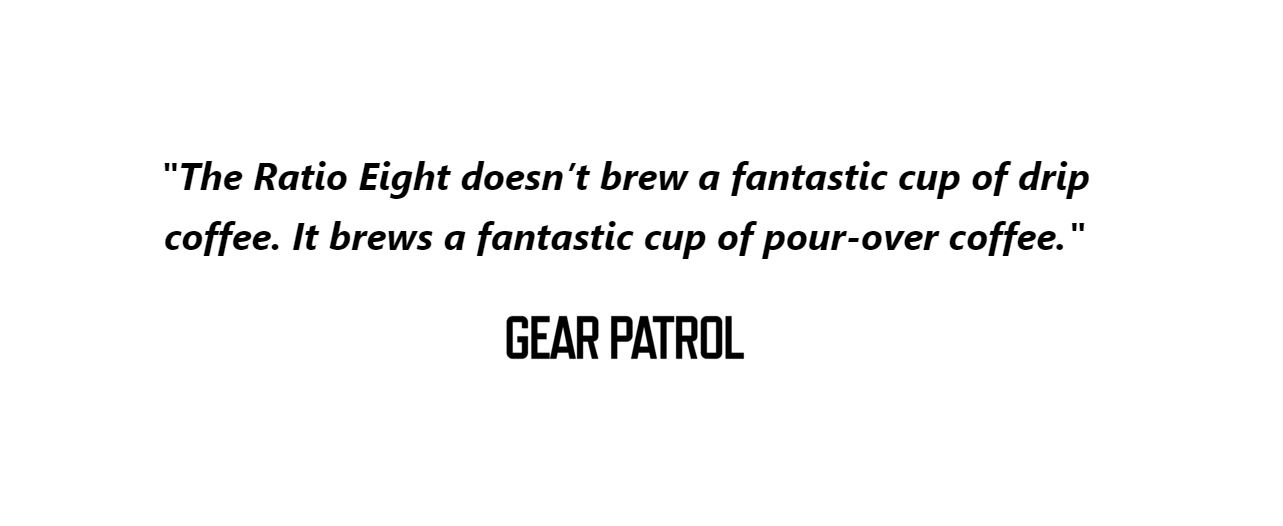 "The Ratio Eight doesn’t brew a fantastic cup of drip
coffee. It brews a fantastic cup of pour-over coffee."
GEAR PATROL